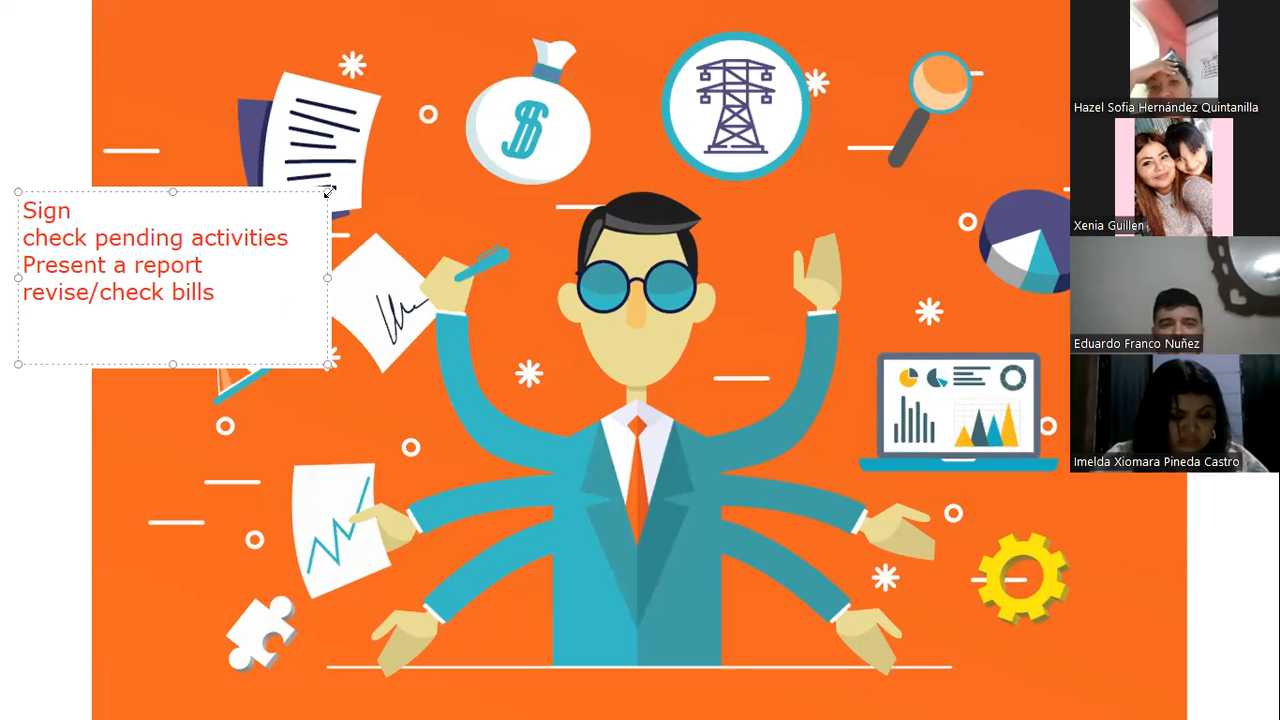 Sign
check pending activities
Present a report
revise/check bills
$
Hazel Sofía Hernández Quintanilla
Xenia Guillen
Eduardo Franco Nuñez
Imelda Xiomara Pineda Castro